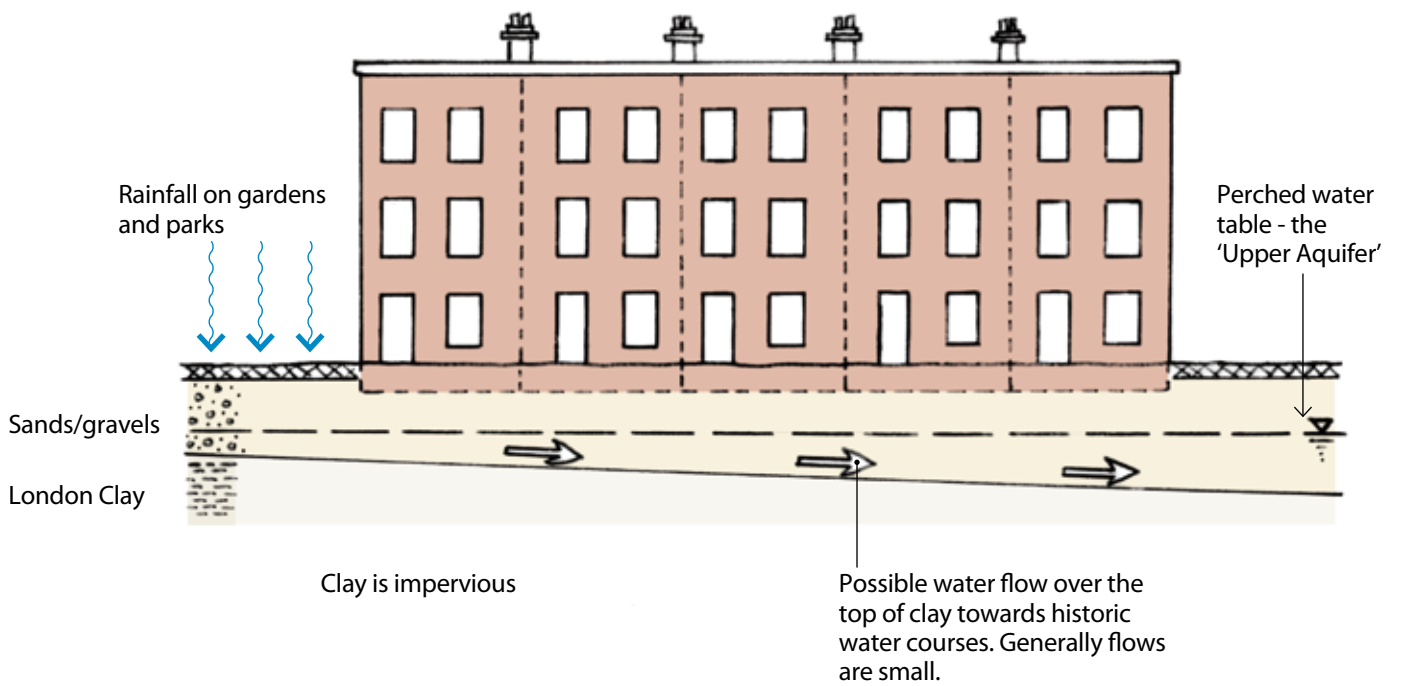 Rainfall on gardens
and parks
Perched water
table - the
‘Upper Aquifer’
Sands/gravels
London Clay
Clay is impervious
Possible water flow over the
top of clay towards historic
water courses. Generally flows
are small.